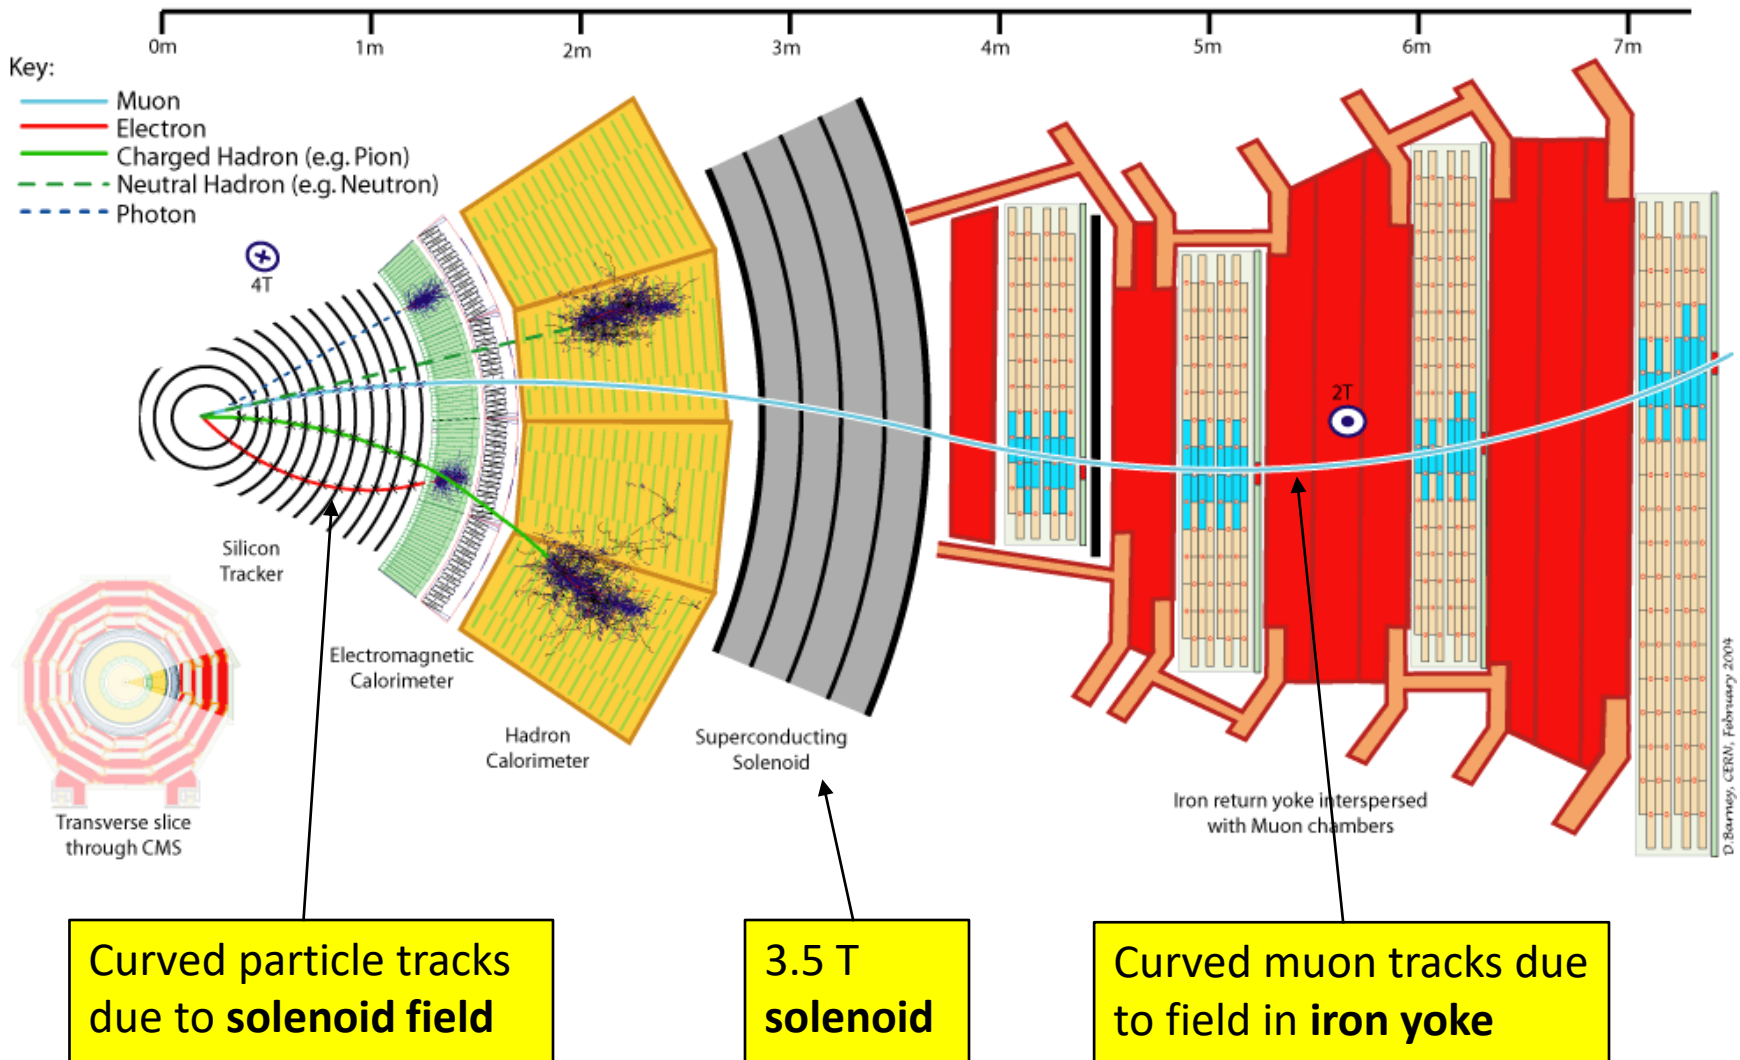 0m
1m
2m
3m
4m
5m
6m
7m
Key:
Muon
Electron
Charged Hadron (e.g. Pion)
Neutral Hadron (e.g. Neutron)
Photon
4T
2T
Silicon
Tracker
Electromagnetic
Calorimeter
Hadron
Calorimeter
Superconducting
Solenoid
Iron return yoke interspersed
with Muon chambers
Transverse slice
through CMS
D.Barney, CERN, February 2004
Curved particle tracks
due to solenoid field
3.5 T
solenoid
Curved muon tracks due
to field in iron yoke